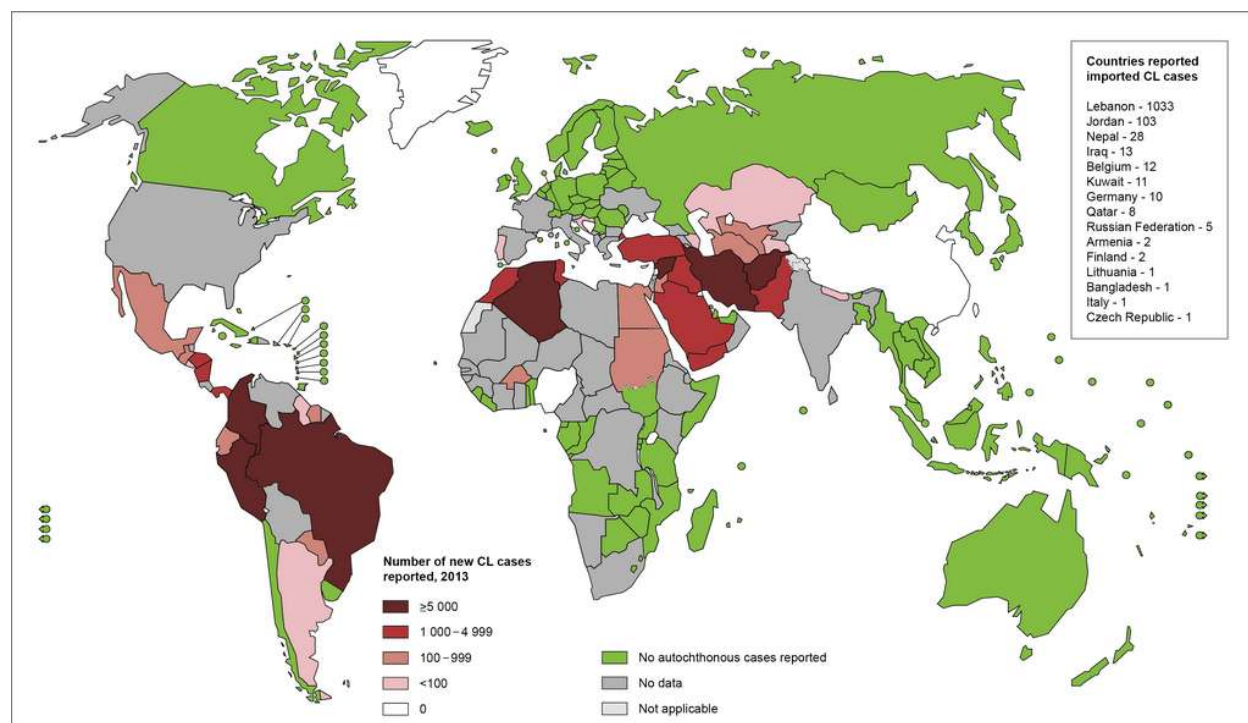 Countries reported
imported CL cases
Lebanon - 1033
Jordan - 103
Nepal - 28
Iraq - 13
Belgium - 12
Kuwait - 11
Germany - 10
Qatar - 8
Russian Federation - 5
Armenia - 2
Finland - 2
Lithuania - 1
Bangladesh - 1
Italy - 1
Czech Republic - 1
Number of new CL cases
reported, 2013
≥5 000
1 000–4 999
100–999
<100
0
No autochthonous cases reported
No data
Not applicable